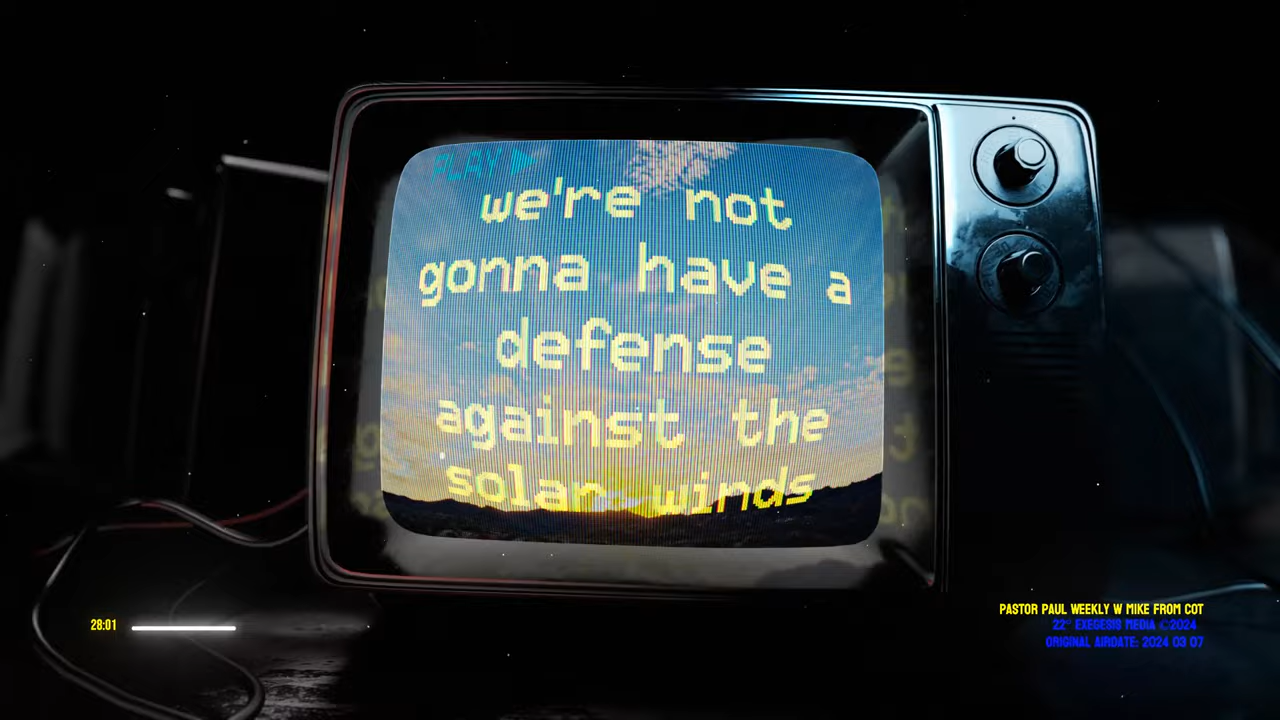 PLAY
we're not
gonna have a
defense
against the
solar winds
28:01
PASTOR PAUL WEEKLY W MIKE FROM COT
22° EXEGESIS MEDIA ©2024
ORIGINAL AIRDATE: 2024 03 07